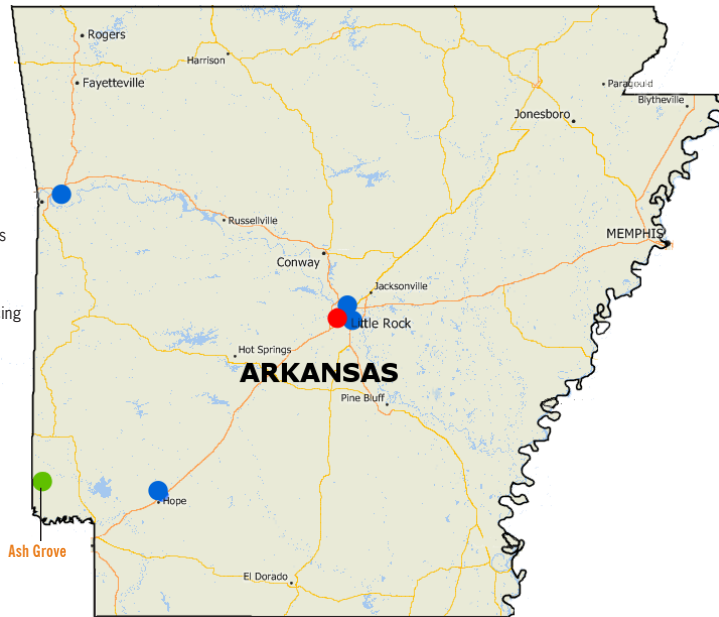 Rogers
Harrison
Fayetteville
Paragould
Blytheville
Jonesboro
Russellville
s
MEMPHIS
Conway
Jacksonville
ing
Little Rock
Hot Springs
ARKANSAS
Pine Bluff
Hope
Ash Grove
El Dorado